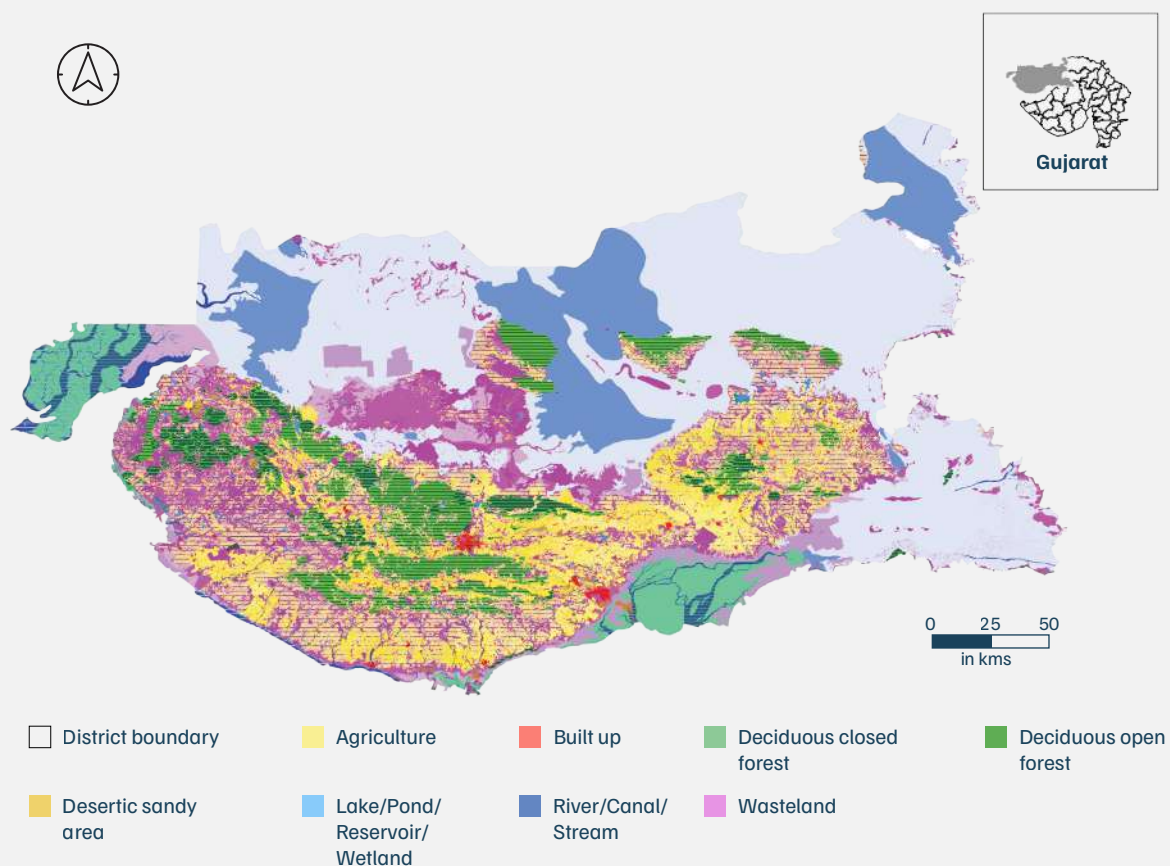 Gujarat
0 25 50
in kms
District boundary
Agriculture
Built up
Deciduous closed
forest
Deciduous open
forest
Desertic sandy
area
Lake/Pond/
Reservoir/
Wetland
River/Canal/
Stream
Wasteland